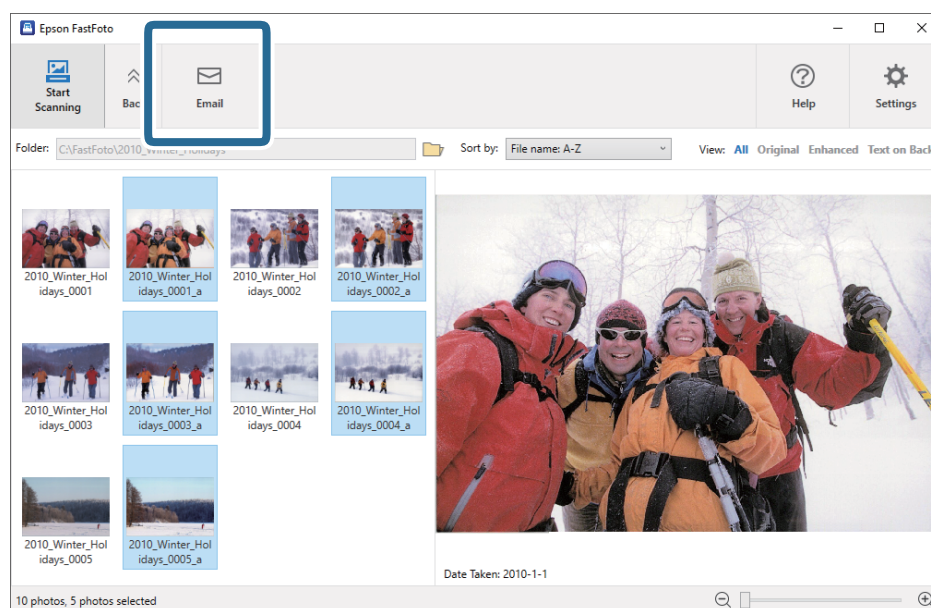 Epson FastFoto
Start
Scanning
Bac
Email
Help
Settings
Folder: C:\FastFoto\2010_Winter_Holidays
Sort by: File name: A-Z
View: All Original Enhanced Text on Back
2010_Winter_Hol
idays_0001
2010_Winter_Hol
idays_0001_a
2010_Winter_Hol
idays_0002
2010_Winter_Hol
idays_0002_a
2010_Winter_Hol
idays_0003
2010_Winter_Hol
idays_0003_a
2010_Winter_Hol
idays_0004
2010_Winter_Hol
idays_0004_a
2010_Winter_Hol
idays_0005
2010_Winter_Hol
idays_0005_a
Date Taken: 2010-1-1
10 photos, 5 photos selected